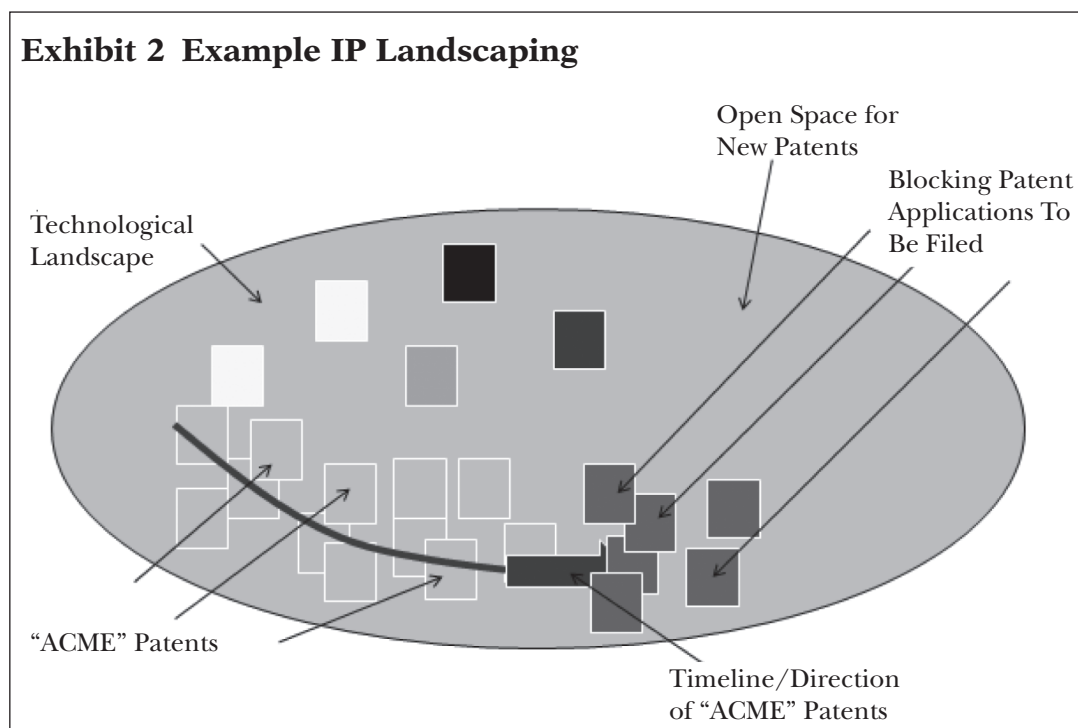 Exhibit 2 Example IP Landscaping
Open Space for
New Patents
Blocking Patent
Applications To
Be Filed
Technological
Landscape
“ACME” Patents
Timeline/Direction
of “ACME” Patents